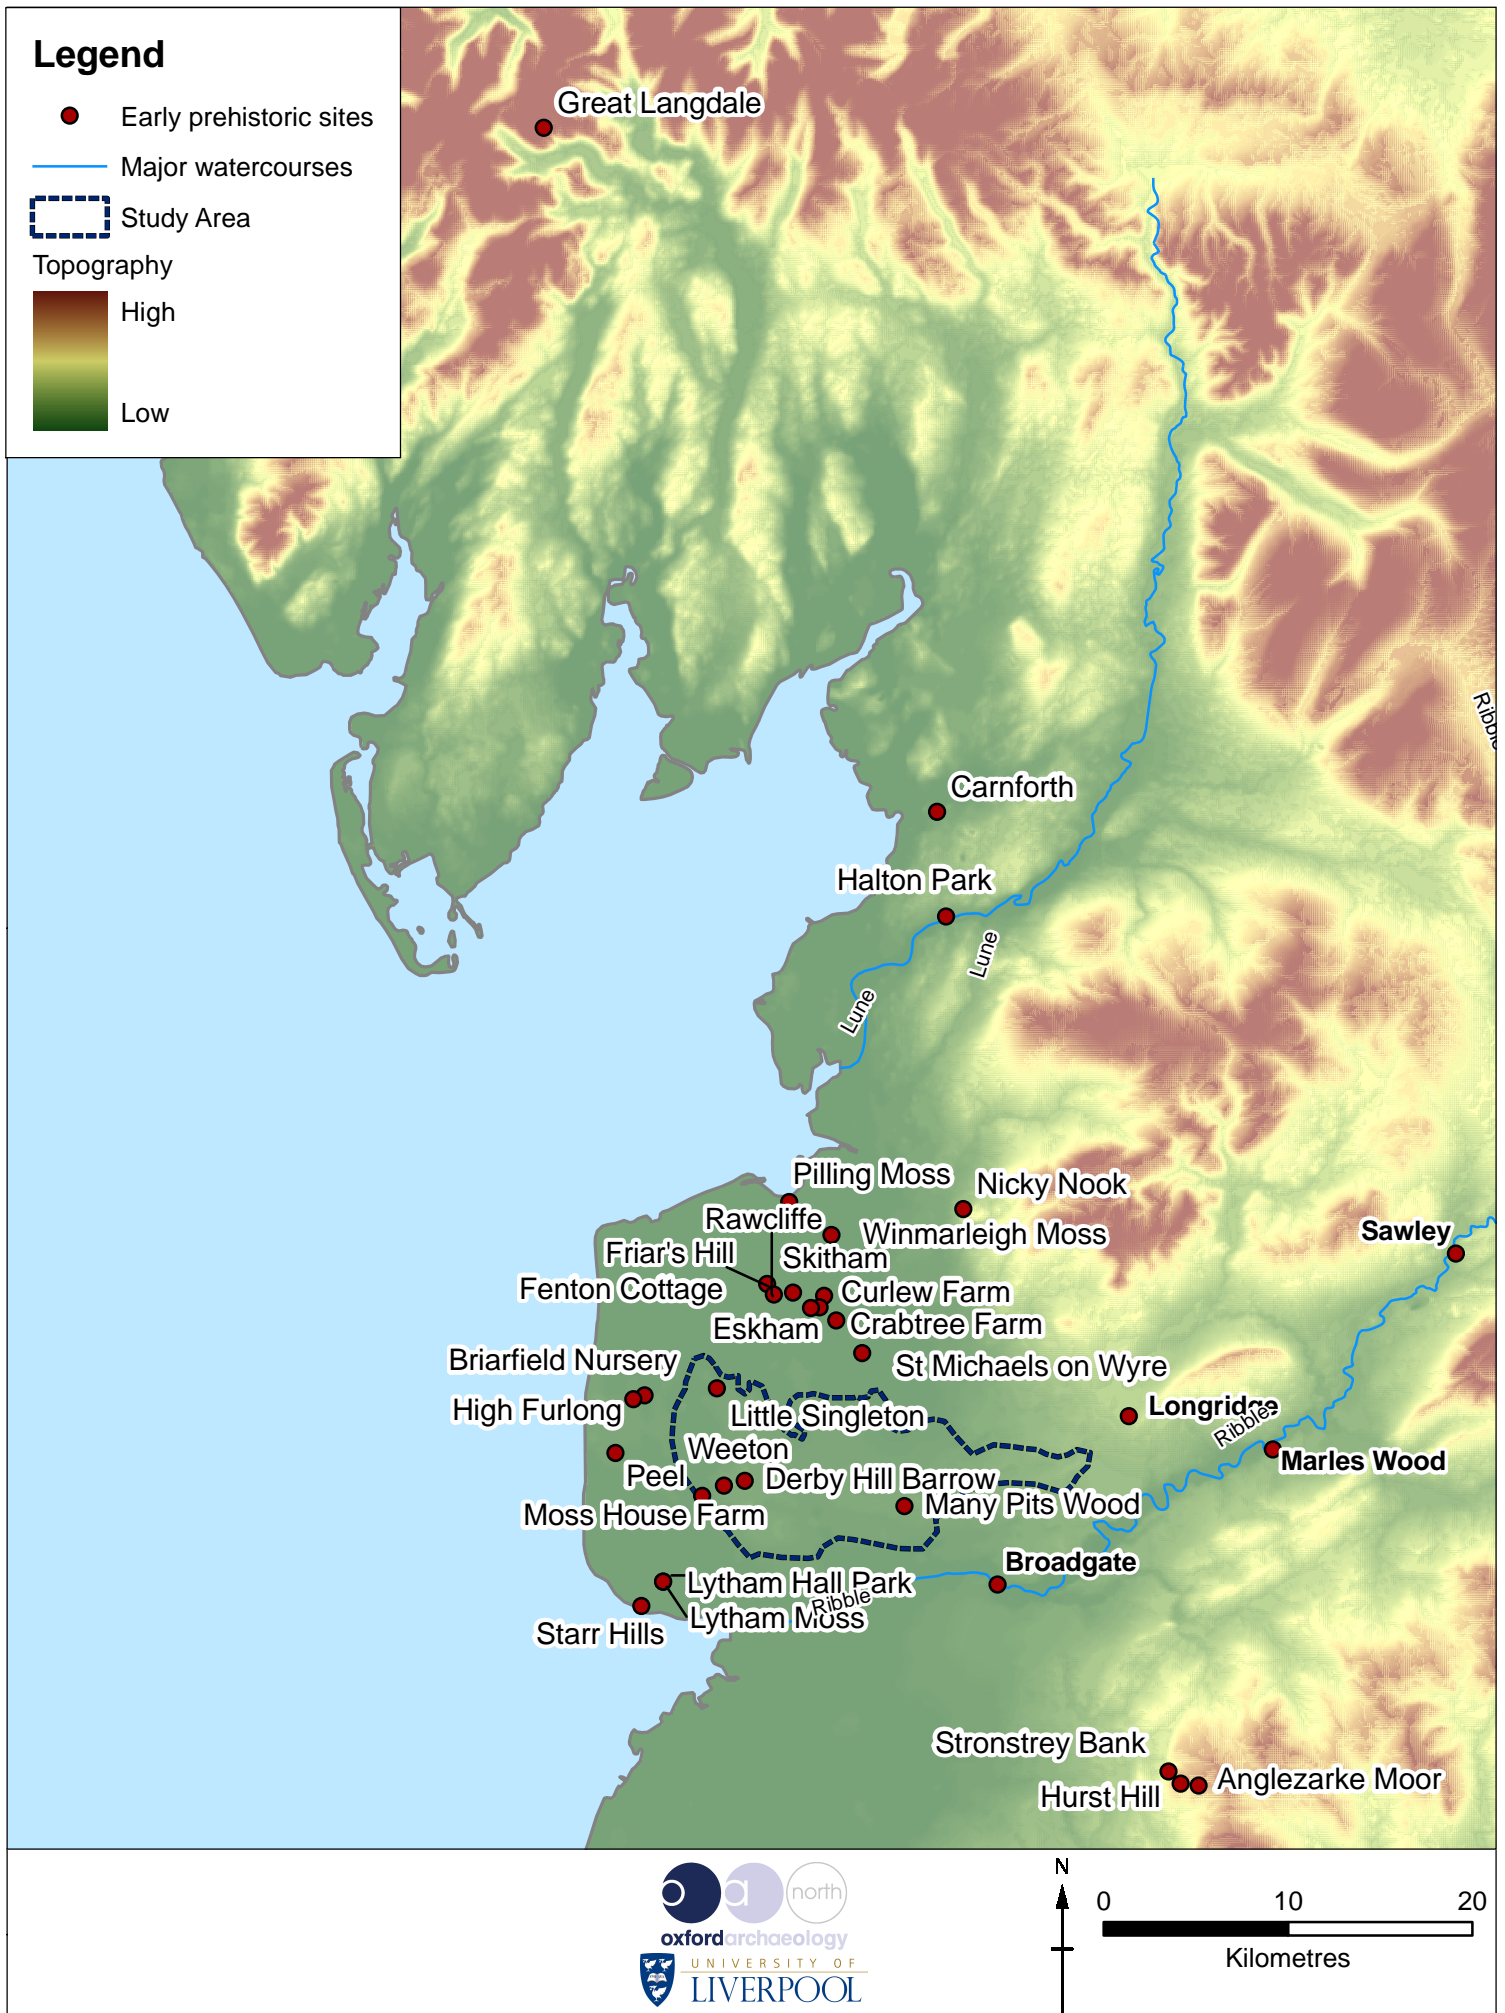 Legend
Early prehistoric sites
Major watercourses
Study Area
Topography
High
Low
Great Langdale
Ribble
Carnforth
Halton Park
Lune
Lune
Pilling Moss
Nicky Nook
Rawcliffe
Winmarleigh Moss
Sawley
Friar's Hill
Skitham
Fenton Cottage
Curlew Farm
Eskham
Crabtree Farm
Briarfield Nursery
St Michaels on Wyre
High Furlong
Little Singleton
Longridge
Ribble
Weeton
Marles Wood
Peel
Derby Hill Barrow
Moss House Farm
Many Pits Wood
Broadgate
Lytham Hall Park
Ribble
Lytham Moss
Starr Hills
Stronstrey Bank
Anglezarke Moor
Hurst Hill
o a north
oxfordarchaeology
UNIVERSITY OF
LIVERPOOL
N
0 10 20
Kilometres